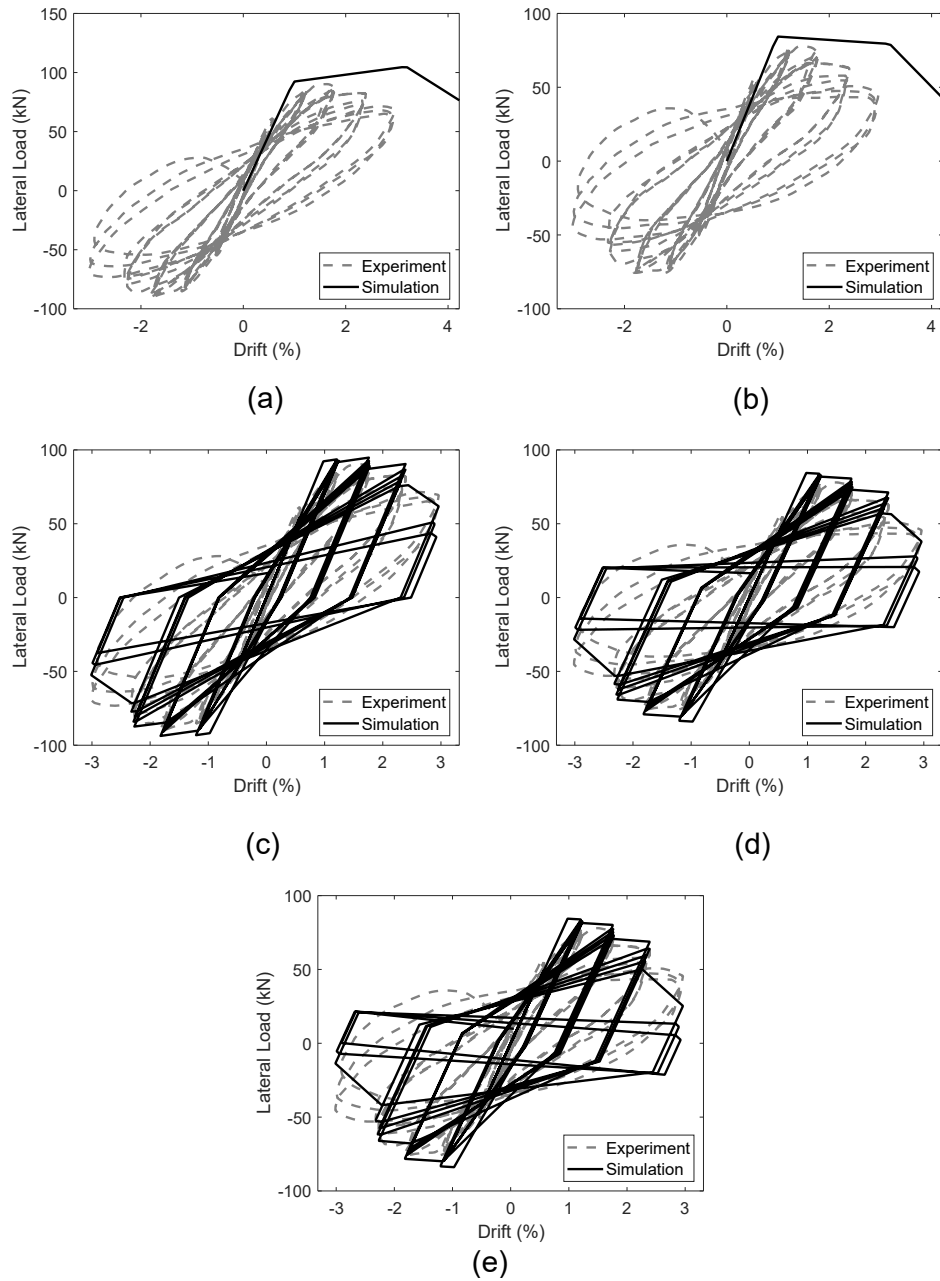 150
100
50
0
-50
-100
Lateral Load (kN)
-2
0
2
4
Drift (%)
Experiment
Simulation
(a)
100
50
0
-50
-100
Lateral Load (kN)
-2
0
2
4
Drift (%)
Experiment
Simulation
(b)
100
50
0
-50
-100
Lateral Load (kN)
-3
-2
-1
0
1
2
3
Drift (%)
Experiment
Simulation
(c)
100
50
0
-50
-100
Lateral Load (kN)
-3
-2
-1
0
1
2
3
Drift (%)
Experiment
Simulation
(d)
100
50
0
-50
-100
Lateral Load (kN)
-3
-2
-1
0
1
2
3
Drift (%)
Experiment
Simulation
(e)